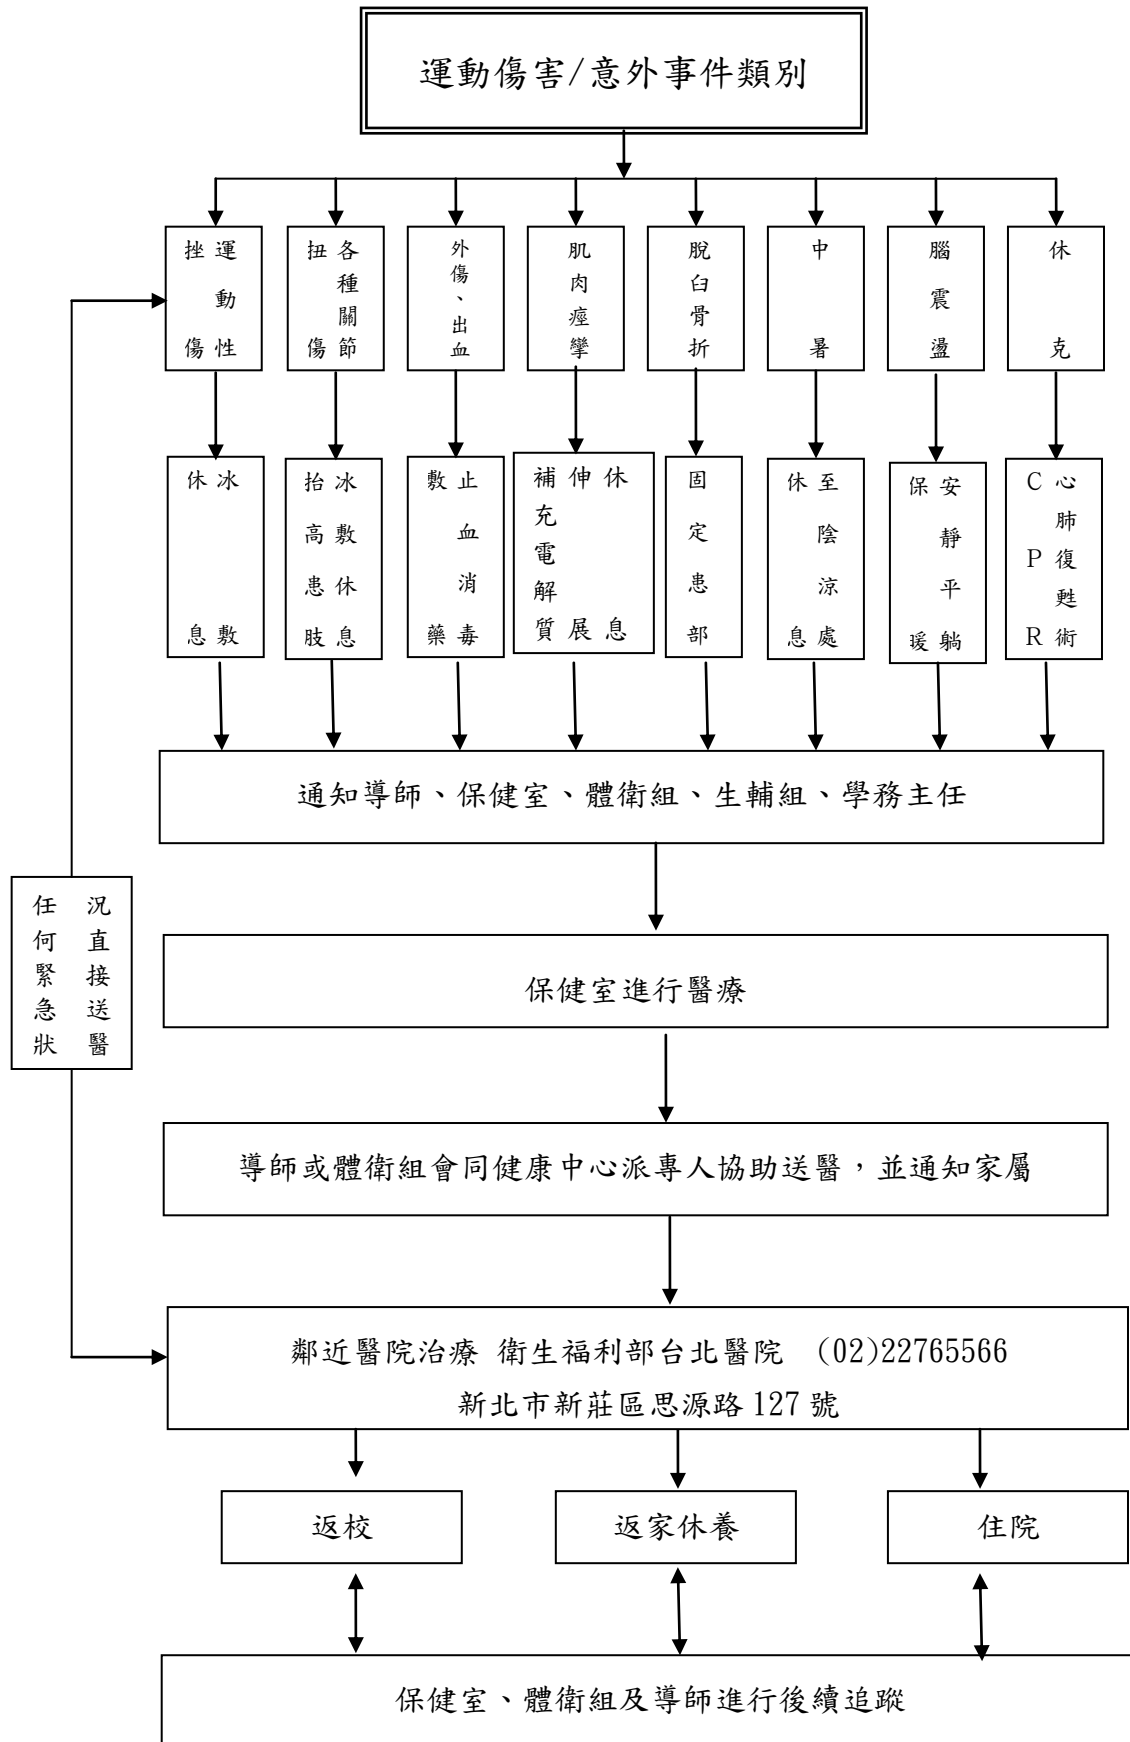 運動傷害/意外事件類別
運動性
挫傷
各種關節
扭傷
外傷、出血
肌肉痙攣
脫臼骨折
中暑
腦震盪
休克
冰敷
休息
冰敷休息
抬高患肢
止血消毒
敷藥
休息
伸展
補充電解質
固定患部
至陰涼處
休息
安靜平躺
保暖
心肺復甦術
CPR
通知導師、保健室、體衛組、生輔組、學務主任
任何緊急狀
況直接送醫
保健室進行醫療
導師或體衛組會同健康中心派專人協助送醫,並通知家屬
鄰近醫院治療 衛生福利部台北醫院 (02)22765566
新北市新莊區思源路127號
返校
返家休養
住院
保健室、體衛組及導師進行後續追蹤